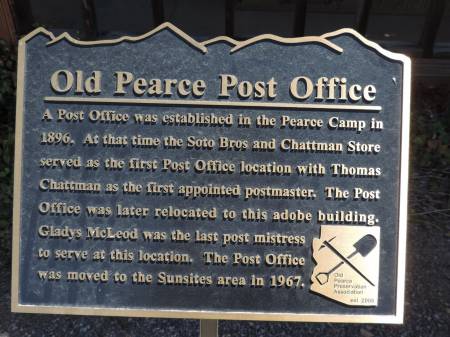 Old Pearce Post Office
A Post Office was established in the Pearce Camp in
1896. At that time the Soto Bros and Chattman Store
served as the first Post Office location with Thomas
Chattman as the first appointed postmaster. The Post
Office was later relocated to this adobe building.
Gladys McLeod was the last post mistress
to serve at this location. The Post Office
was moved to the Sunsites area in 1967.
Old
Pearce
Preservation
Association
est 2000